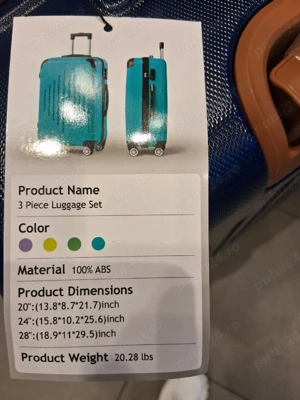 Product Name
3 Piece Luggage Set
Color
Material 100% ABS
Product Dimensions
20":(13.8*8.7*21.7)inch
24":(15.8*10.2*25.6)inch
28":(18.9*11*29.5)inch
Product Weight 20.28 lbs